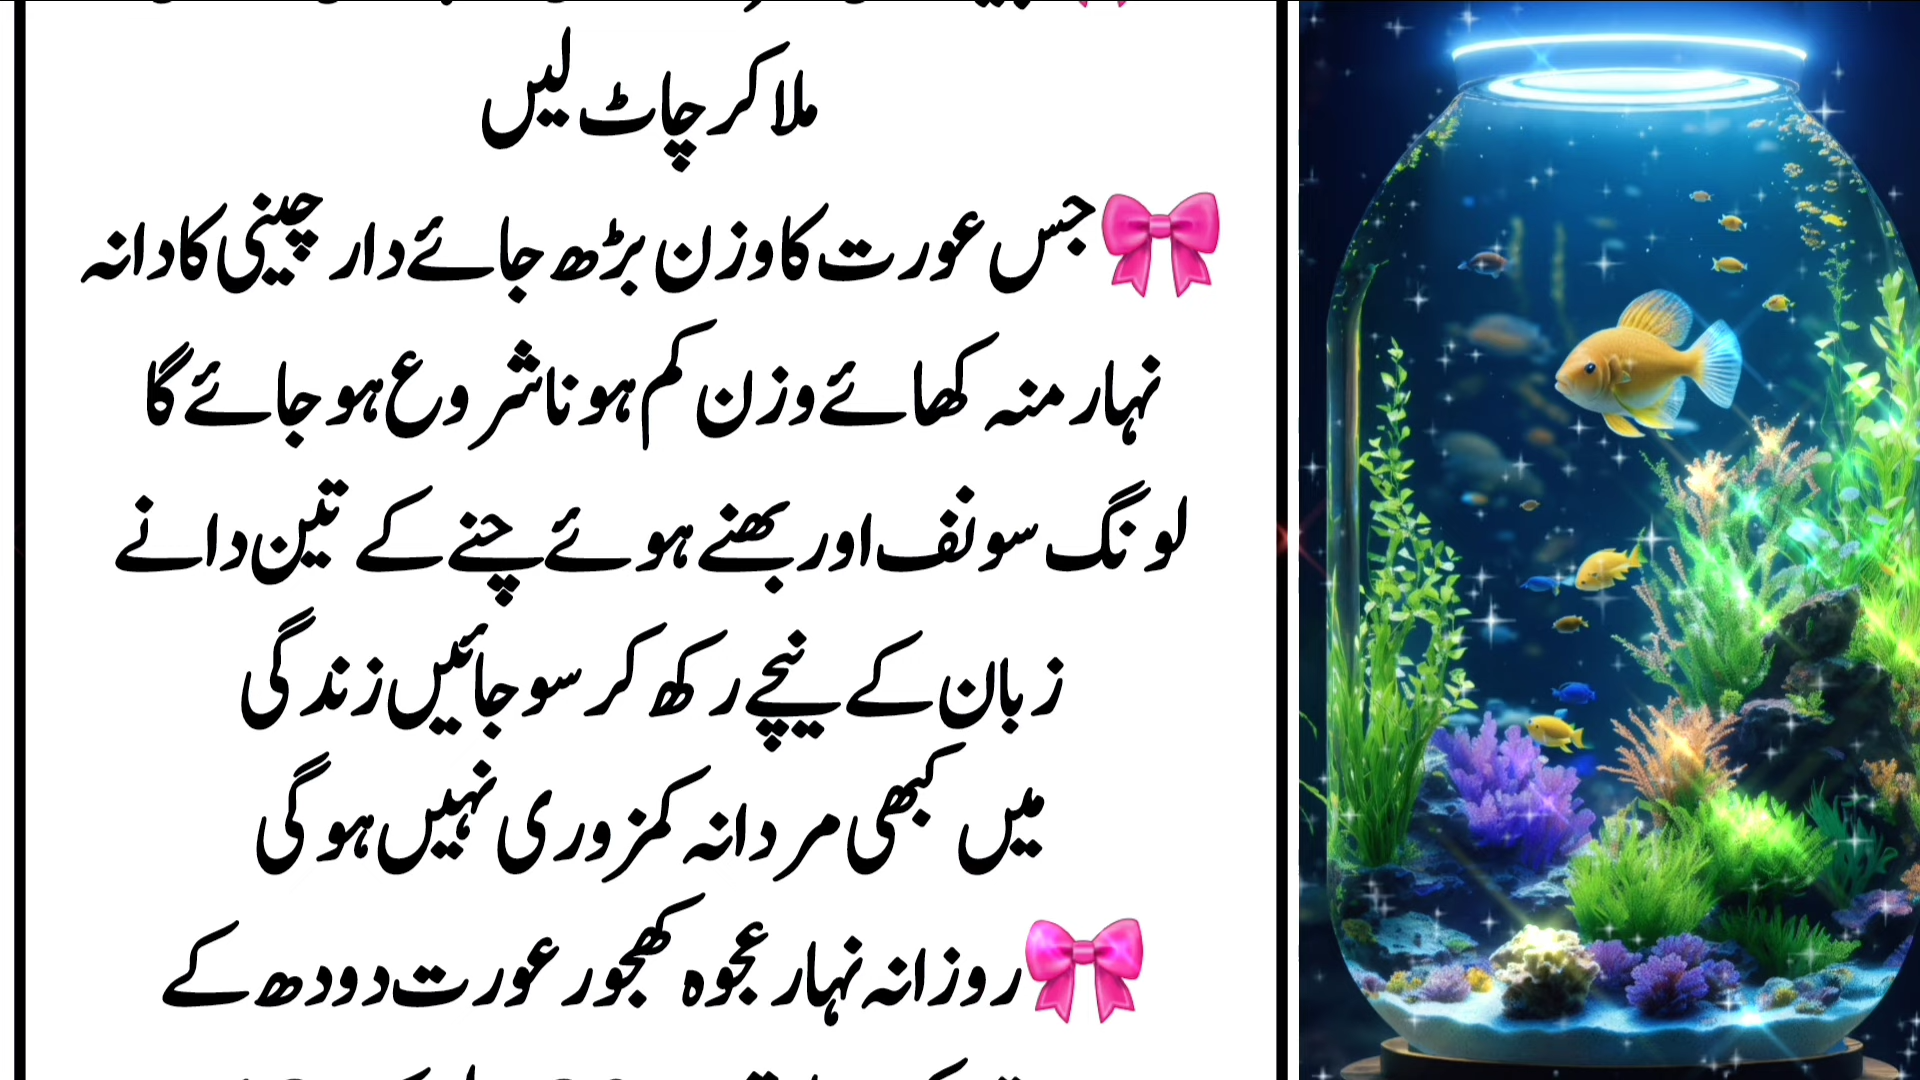 ملا کر چاٹ لیں
🎀جس عورت کا وزن بڑھ جائے دار چینی کا دانہ
نہار منہ کھائے وزن کم ہونا شروع ہو جائے گا
لونگ سونف اور بھنے ہوئے چنے کے تین دانے
زبان کے نیچے رکھ کر سو جائیں زندگی
میں کبھی مردانہ کمزوری نہیں ہو گی
🎀روزانہ نہار عجوہ کھجور عورت دودھ کے